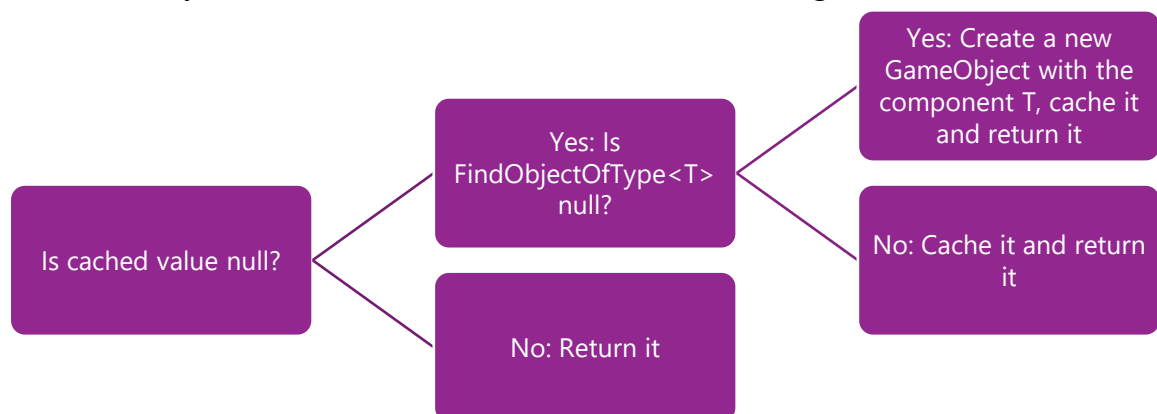 Is cached value null?
Yes: Is
FindObjectOfType<T>
null?
No: Return it
Yes: Create a new
GameObject with the
component T, cache it
and return it
No: Cache it and return
it